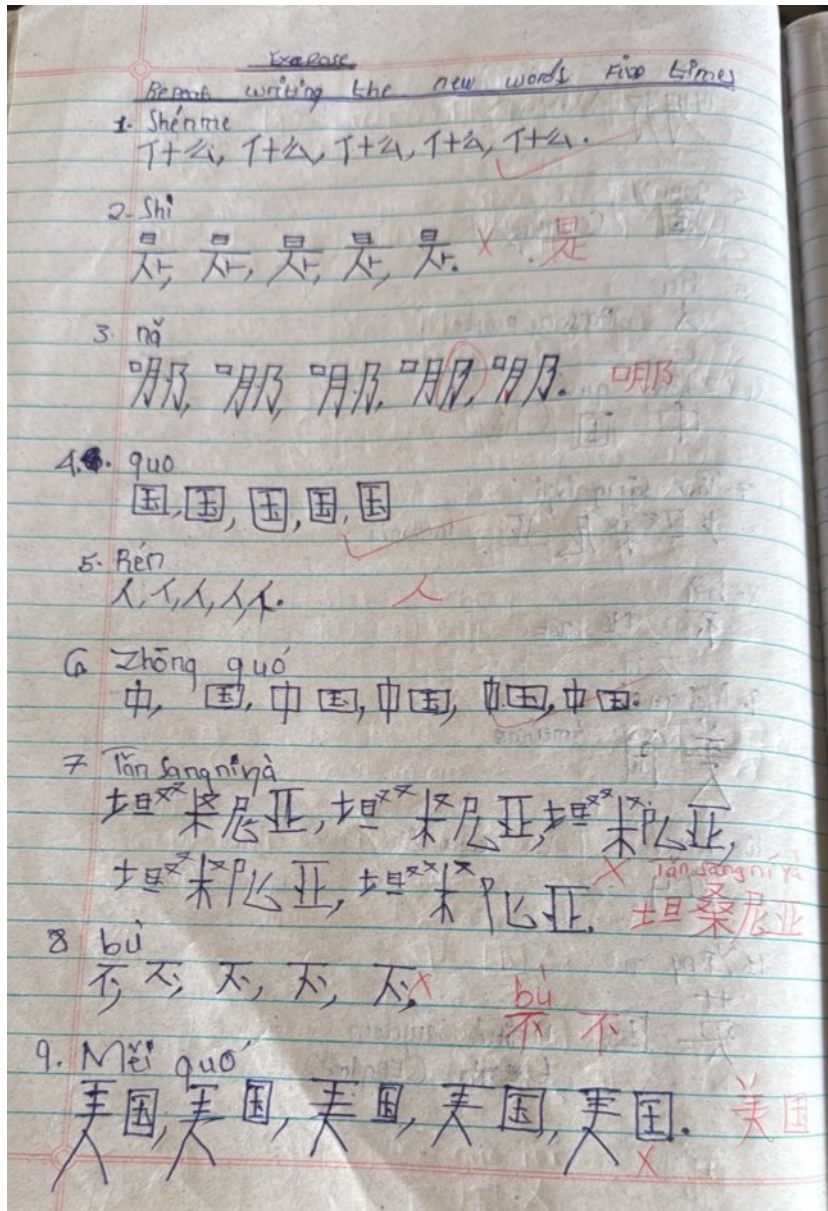 Exercise
Repeat writing the new words Five times
1. Shénme
什么, 什么, 什么, 什么, 什么.
2. Shì
是, 是, 是, 是, 是. X 是
3. nǎ
哪, 哪, 哪, 哪, 哪. 哪
4. guo
国, 国, 国, 国, 国
5. Rén
人, 人, 人, 人, 人. 人
6 Zhōng guó
中, 国, 中国, 中国, 中国, 中国.
7 Tǎn Sangníyà
坦桑尼亚, 坦桑尼亚, 坦桑尼亚,
坦桑尼亚, 坦桑尼亚. X Tǎn sāng ní yà
坦桑尼亚
8 bù
不, 不, 不, 不, 不, X bù
不 不
9. Měi guó
美国, 美国, 美国, 美国, 美国. X 美国